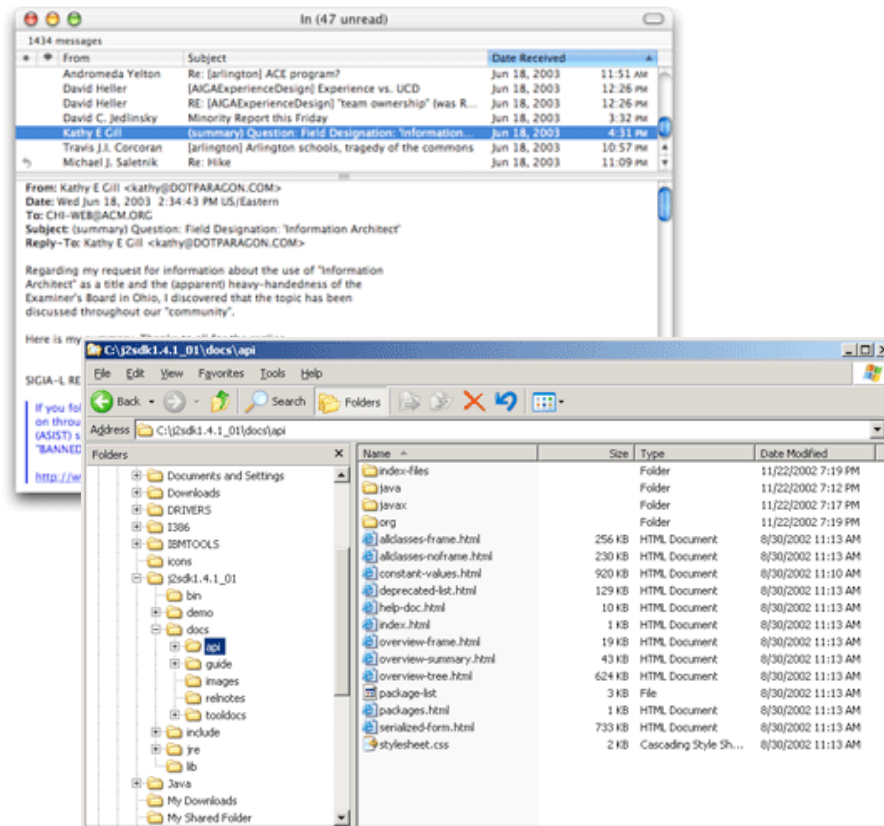 In (47 unread)
1434 messages
From Subject Date Received
Andromeda Yelton Re: [arlington] ACE program? Jun 18, 2003 11:51 AM
David Heller [AIGAExperienceDesign] Experience vs. UCD Jun 18, 2003 12:26 PM
David Heller RE: [AIGAExperienceDesign] "team ownership" (was R... Jun 18, 2003 12:26 PM
David C. Jedlinsky Minority Report this Friday Jun 18, 2003 3:32 PM
Kathy E Gill (summary) Question: Field Designation: 'Information... Jun 18, 2003 4:31 PM
Travis J.I. Corcoran [arlington] Arlington schools, tragedy of the commons Jun 18, 2003 10:57 PM
Michael J. Saletnik Re: Hike Jun 18, 2003 11:09 PM
From: Kathy E Gill <kathy@DOTPARAGON.COM>
Date: Wed Jun 18, 2003 2:34:43 PM US/Eastern
To: CHI-WEB@ACM.ORG
Subject: (summary) Question: Field Designation: 'Information Architect'
Reply-To: Kathy E Gill <kathy@DOTPARAGON.COM>
Regarding my request for information about the use of "Information
Architect" as a title and the (apparent) heavy-handedness of the
Examiner's Board in Ohio, I discovered that the topic has been
discussed throughout our "community".
Here is my
SIGIA-L RE
If you fol
on throu
(ASIST) s
"BANNED
http://w
C:\j2sdk1.4.1_01\docs\api
File Edit View Favorites Tools Help
Back Search Folders
Address C:\j2sdk1.4.1_01\docs\api
Folders
Documents and Settings
Downloads
DRIVERS
I386
IBMTOOLS
icons
j2sdk1.4.1_01
bin
demo
docs
api
guide
images
relnotes
tooldocs
include
jre
lib
Java
My Downloads
My Shared Folder
Name Size Type Date Modified
index-files Folder 11/22/2002 7:19 PM
java Folder 11/22/2002 7:12 PM
javax Folder 11/22/2002 7:17 PM
org Folder 11/22/2002 7:19 PM
allclasses-frame.html 256 KB HTML Document 8/30/2002 11:13 AM
allclasses-noframe.html 230 KB HTML Document 8/30/2002 11:13 AM
constant-values.html 920 KB HTML Document 8/30/2002 11:10 AM
deprecated-list.html 129 KB HTML Document 8/30/2002 11:13 AM
help-doc.html 10 KB HTML Document 8/30/2002 11:13 AM
index.html 1 KB HTML Document 8/30/2002 11:13 AM
overview-frame.html 19 KB HTML Document 8/30/2002 11:13 AM
overview-summary.html 43 KB HTML Document 8/30/2002 11:13 AM
overview-tree.html 624 KB HTML Document 8/30/2002 11:13 AM
package-list 3 KB File 8/30/2002 11:13 AM
packages.html 1 KB HTML Document 8/30/2002 11:13 AM
serialized-form.html 733 KB HTML Document 8/30/2002 11:13 AM
stylesheet.css 2 KB Cascading Style Sh... 8/30/2002 11:13 AM